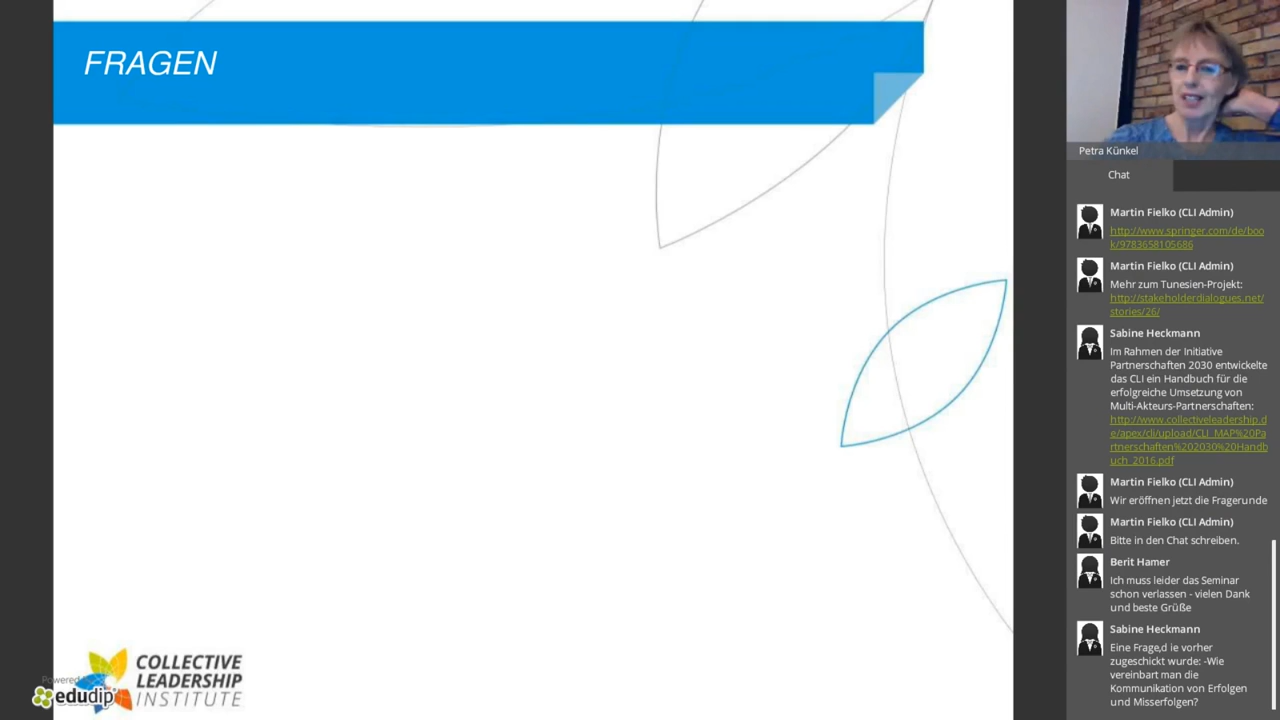 FRAGEN
Petra Künkel
Chat
Martin Fielko (CLI Admin)
http://www.springer.com/de/boo
k/9783658105686
Martin Fielko (CLI Admin)
Mehr zum Tunesien-Projekt:
http://stakeholderdialogues.net/
stories/26/
Sabine Heckmann
Im Rahmen der Initiative
Partnerschaften 2030 entwickelte
das CLI ein Handbuch für die
erfolgreiche Umsetzung von
Multi-Akteurs-Partnerschaften:
http://www.collectiveleadership.d
e/apex/cli/upload/CLI_MAP%20Pa
rtnerschaften%202030%20Handb
uch_2016.pdf
Martin Fielko (CLI Admin)
Wir eröffnen jetzt die Fragerunde
Martin Fielko (CLI Admin)
Bitte in den Chat schreiben.
Berit Hamer
Ich muss leider das Seminar
schon verlassen - vielen Dank
und beste Grüße
Sabine Heckmann
Eine Frage,d ie vorher
zugeschickt wurde: -Wie
vereinbart man die
Kommunikation von Erfolgen
und Misserfolgen?
COLLECTIVE
LEADERSHIP
INSTITUTE
Powered
edudip